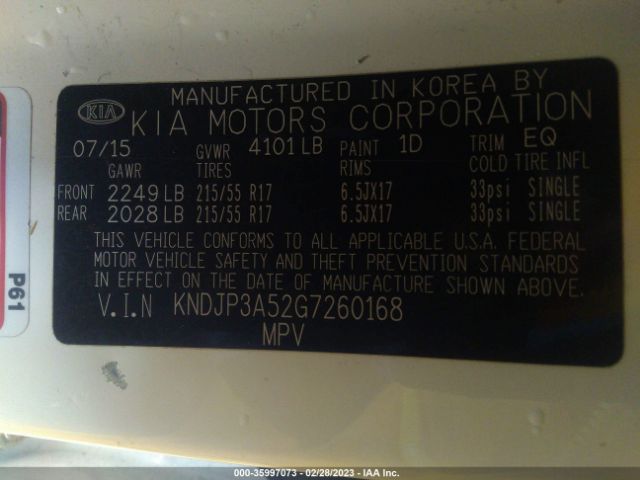 MANUFACTURED IN KOREA BY
KIA KIA MOTORS CORPORATION
07/15 GVWR 4101 LB PAINT 1D TRIM EQ
GAWR TIRES RIMS COLD TIRE INFL
FRONT 2249 LB 215/55 R17 6.5JX17 33psi SINGLE
REAR 2028 LB 215/55 R17 6.5JX17 33psi SINGLE
THIS VEHICLE CONFORMS TO ALL APPLICABLE U.S.A. FEDERAL
MOTOR VEHICLE SAFETY AND THEFT PREVENTION STANDARDS
IN EFFECT ON THE DATE OF MANUFACTURE SHOWN ABOVE.
V.I.N KNDJP3A52G7260168
MPV
P61
000-35997073 - 02/28/2023 - IAA Inc.